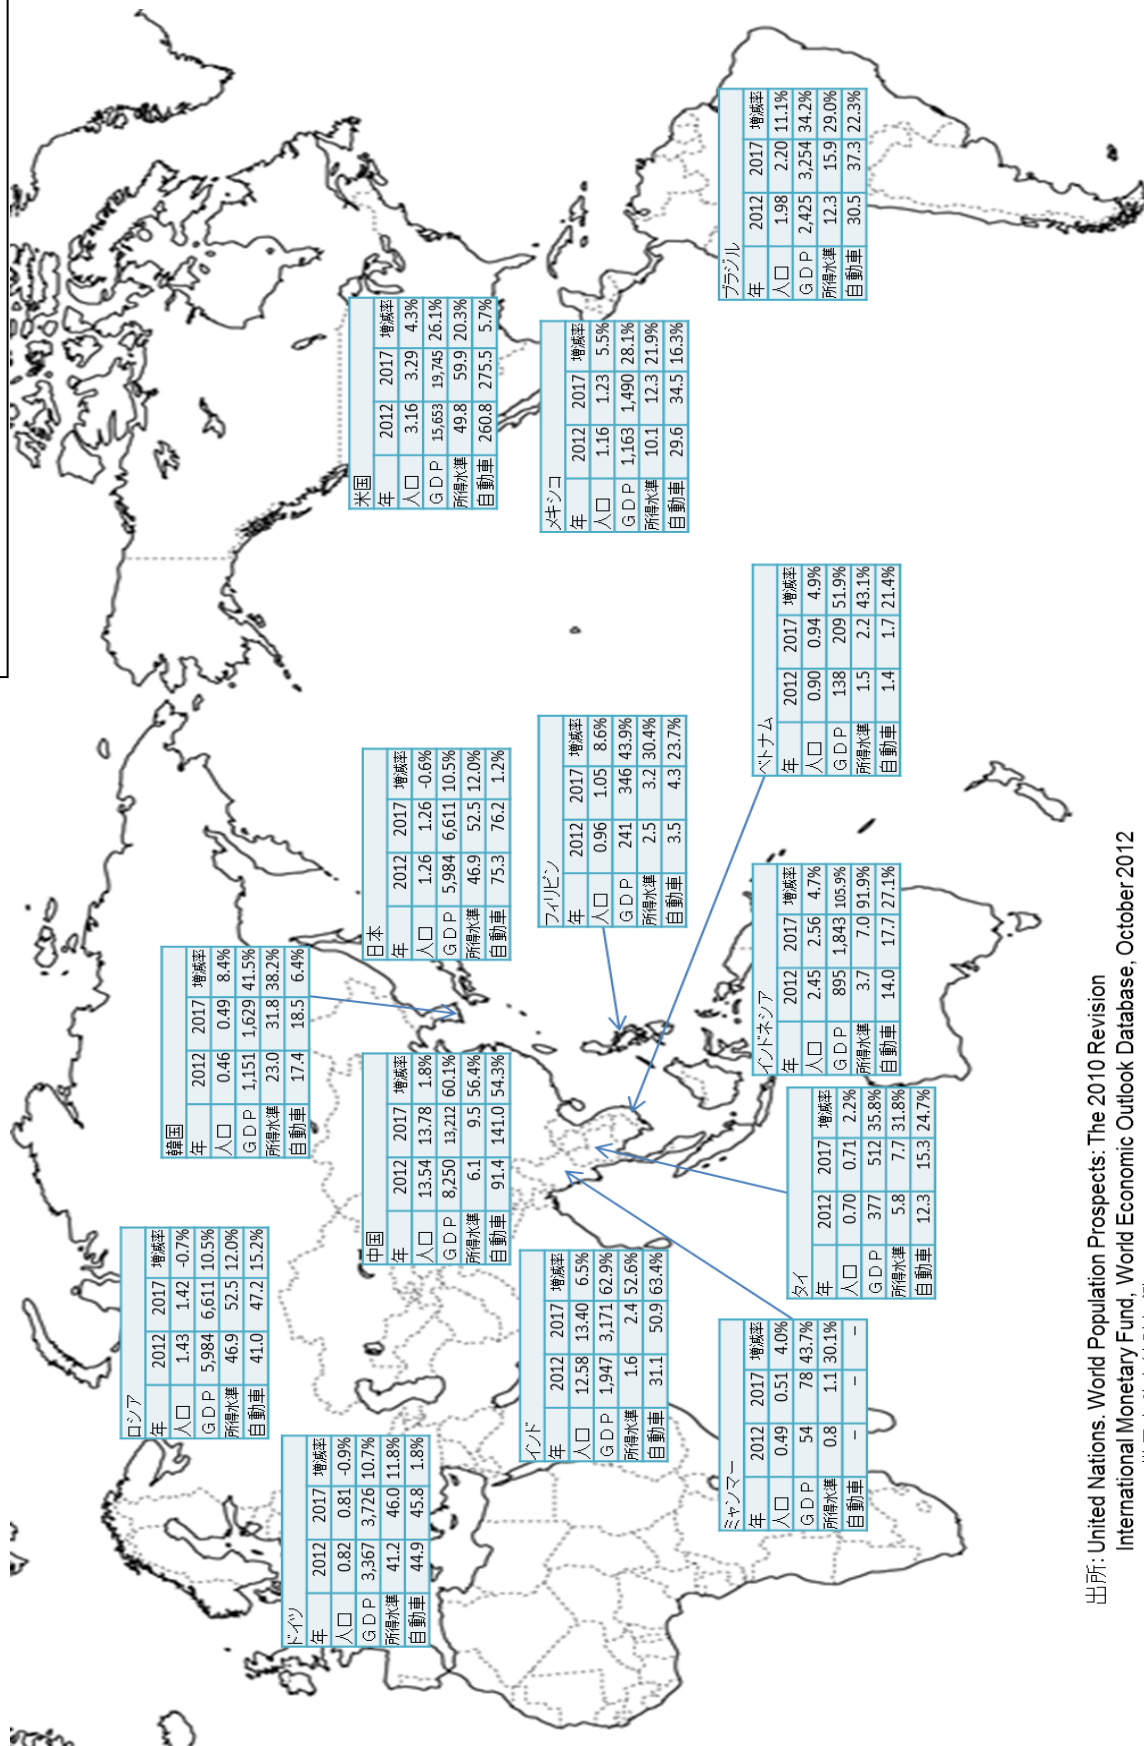 ロシア
年 2012 2017 増減率
人口 1.43 1.42 -0.7%
ＧＤＰ 5,984 6,611 10.5%
所得水準 46.9 52.5 12.0%
自動車 41.0 47.2 15.2%
韓国
年 2012 2017 増減率
人口 0.46 0.49 8.4%
ＧＤＰ 1,151 1,629 41.5%
所得水準 23.0 31.8 38.2%
自動車 17.4 18.5 6.4%
ドイツ
年 2012 2017 増減率
人口 0.82 0.81 -0.9%
ＧＤＰ 3,367 3,726 10.7%
所得水準 41.2 46.0 11.8%
自動車 44.9 45.8 1.8%
中国
年 2012 2017 増減率
人口 13.54 13.78 1.8%
ＧＤＰ 8,250 13,212 60.1%
所得水準 6.1 9.5 56.4%
自動車 91.4 141.0 54.3%
日本
年 2012 2017 増減率
人口 1.26 1.26 -0.6%
ＧＤＰ 5,984 6,611 10.5%
所得水準 46.9 52.5 12.0%
自動車 75.3 76.2 1.2%
米国
年 2012 2017 増減率
人口 3.16 3.29 4.3%
ＧＤＰ 15,653 19,745 26.1%
所得水準 49.8 59.9 20.3%
自動車 260.8 275.5 5.7%
インド
年 2012 2017 増減率
人口 12.58 13.40 6.5%
ＧＤＰ 1,947 3,171 62.9%
所得水準 1.6 2.4 52.6%
自動車 31.1 50.9 63.4%
フィリピン
年 2012 2017 増減率
人口 0.96 1.05 8.6%
ＧＤＰ 241 346 43.9%
所得水準 2.5 3.2 30.4%
自動車 3.5 4.3 23.7%
メキシコ
年 2012 2017 増減率
人口 1.16 1.23 5.5%
ＧＤＰ 1,163 1,490 28.1%
所得水準 10.1 12.3 21.9%
自動車 29.6 34.5 16.3%
ミャンマー
年 2012 2017 増減率
人口 0.49 0.51 4.0%
ＧＤＰ 54 78 43.7%
所得水準 0.8 1.1 30.1%
自動車 － － －
タイ
年 2012 2017 増減率
人口 0.70 0.71 2.2%
ＧＤＰ 377 512 35.8%
所得水準 5.8 7.7 31.8%
自動車 12.3 15.3 24.7%
インドネシア
年 2012 2017 増減率
人口 2.45 2.56 4.7%
ＧＤＰ 895 1,843 105.9%
所得水準 3.7 7.0 91.9%
自動車 14.0 17.7 27.1%
ベトナム
年 2012 2017 増減率
人口 0.90 0.94 4.9%
ＧＤＰ 138 209 51.9%
所得水準 1.5 2.2 43.1%
自動車 1.4 1.7 21.4%
ブラジル
年 2012 2017 増減率
人口 1.98 2.20 11.1%
ＧＤＰ 2,425 3,254 34.2%
所得水準 12.3 15.9 29.0%
自動車 30.5 37.3 22.3%
出所: United Nations. World Population Prospects: The 2010 Revision
International Monetary Fund, World Economic Outlook Database, October 2012